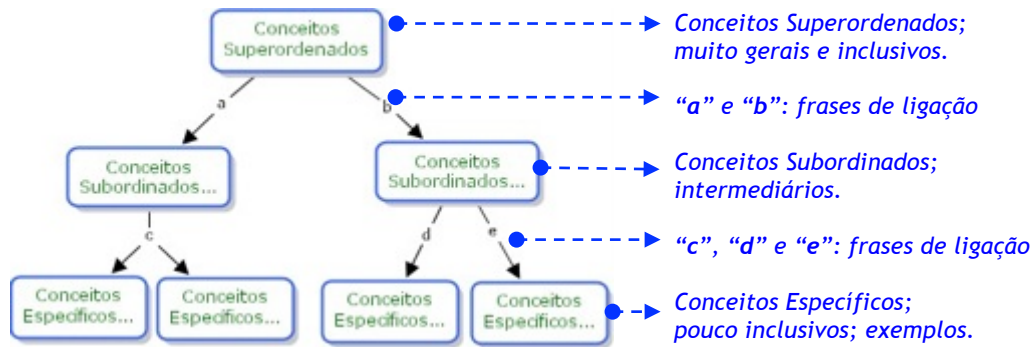 Conceitos
Superordenados
Conceitos Superordenados;
muito gerais e inclusivos.
a
b
“a” e “b”: frases de ligação
Conceitos
Subordinados...
Conceitos
Subordinados...
Conceitos Subordinados;
intermediários.
c
d
e
“c”, “d” e “e”: frases de ligação
Conceitos
Específicos...
Conceitos
Específicos...
Conceitos
Específicos...
Conceitos
Específicos...
Conceitos Específicos;
pouco inclusivos; exemplos.